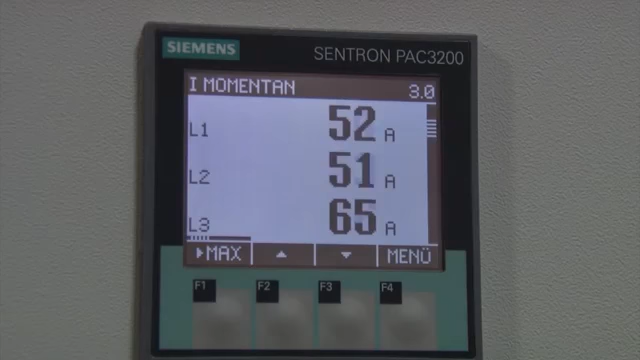 SIEMENS
SENTRON PAC3200
I MOMENTAN 3.0
L1 52 A
L2 51 A
L3 65 A
▶MAX ▲ ▼ MENÜ
F1 F2 F3 F4